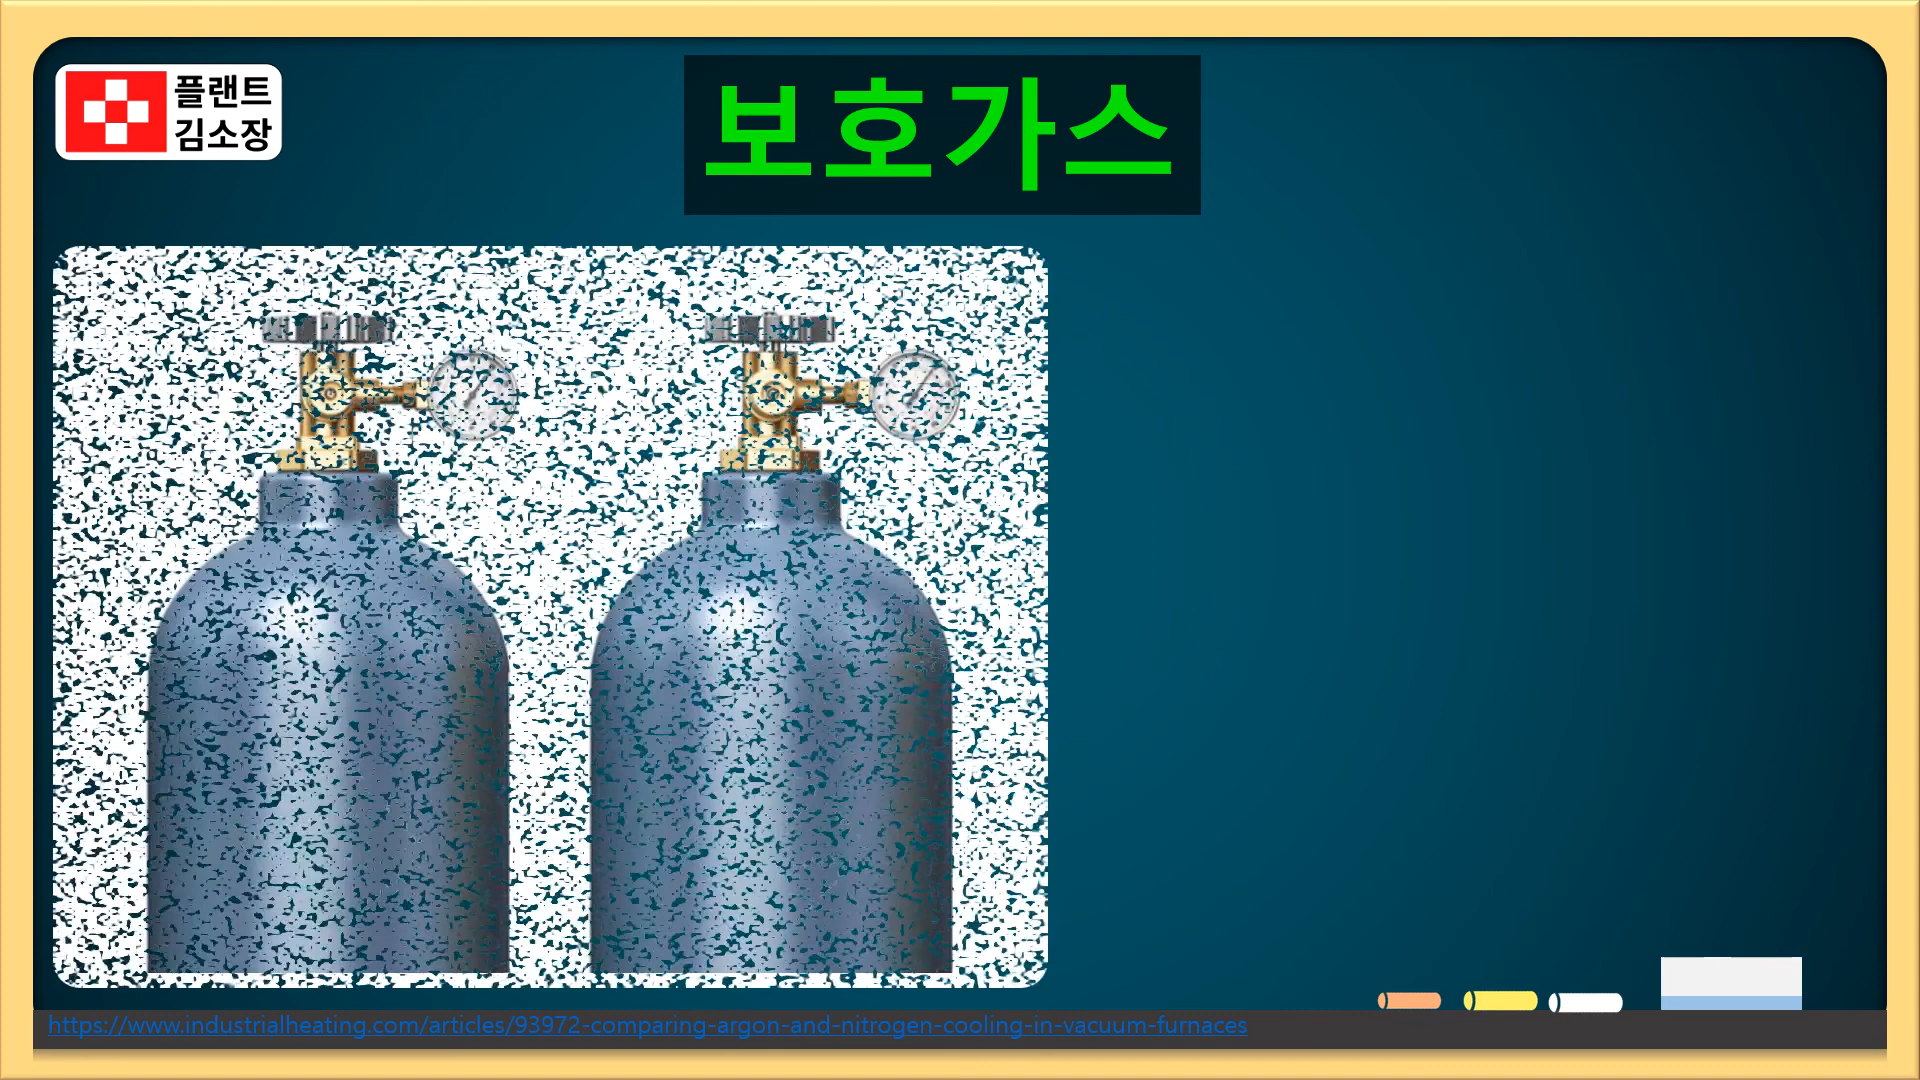 플랜트
김소장
보호가스
https://www.industrialheating.com/articles/93972-comparing-argon-and-nitrogen-cooling-in-vacuum-furnaces